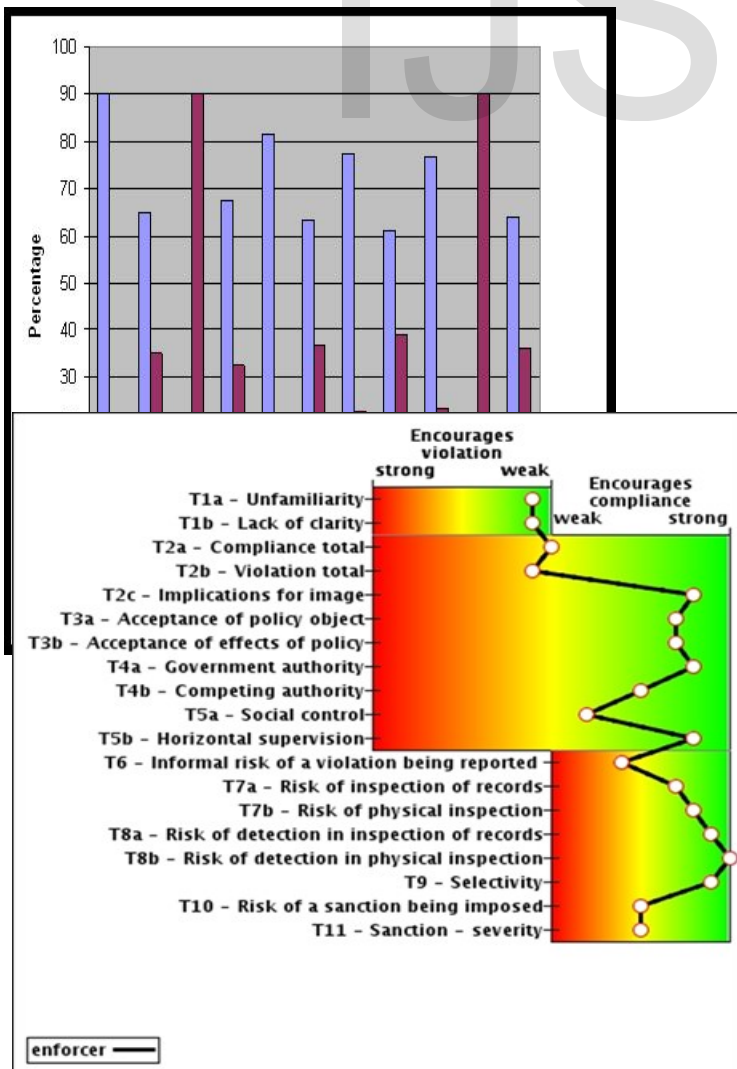 IJS
100
90
80
70
60
50
40
30
Percentage
Encourages
violation
strong weak
Encourages
compliance
weak strong
T1a – Unfamiliarity
T1b – Lack of clarity
T2a – Compliance total
T2b – Violation total
T2c – Implications for image
T3a – Acceptance of policy object
T3b – Acceptance of effects of policy
T4a – Government authority
T4b – Competing authority
T5a – Social control
T5b – Horizontal supervision
T6 – Informal risk of a violation being reported
T7a – Risk of inspection of records
T7b – Risk of physical inspection
T8a – Risk of detection in inspection of records
T8b – Risk of detection in physical inspection
T9 – Selectivity
T10 – Risk of a sanction being imposed
T11 – Sanction – severity
enforcer